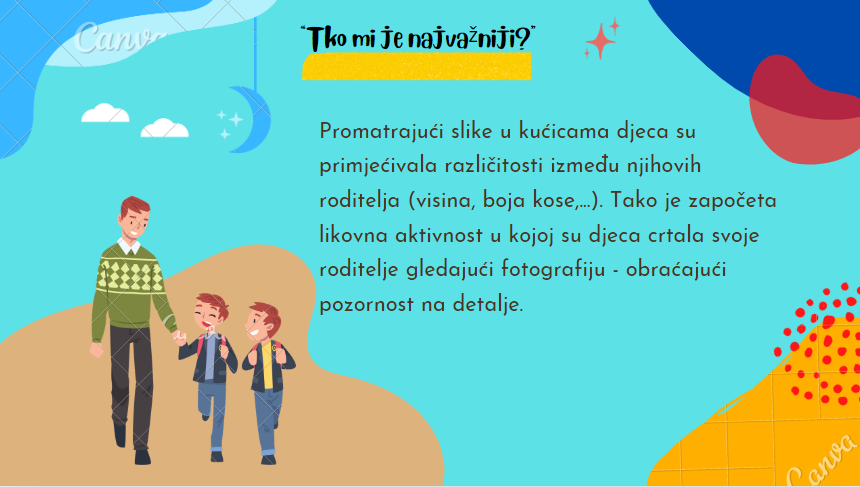 Canva
“Tko mi je najvažniji?”
Promatrajući slike u kućicama djeca su
primjećivala različitosti između njihovih
roditelja (visina, boja kose,...). Tako je započeta
likovna aktivnost u kojoj su djeca crtala svoje
roditelje gledajući fotografiju - obraćajući
pozornost na detalje.
Canva